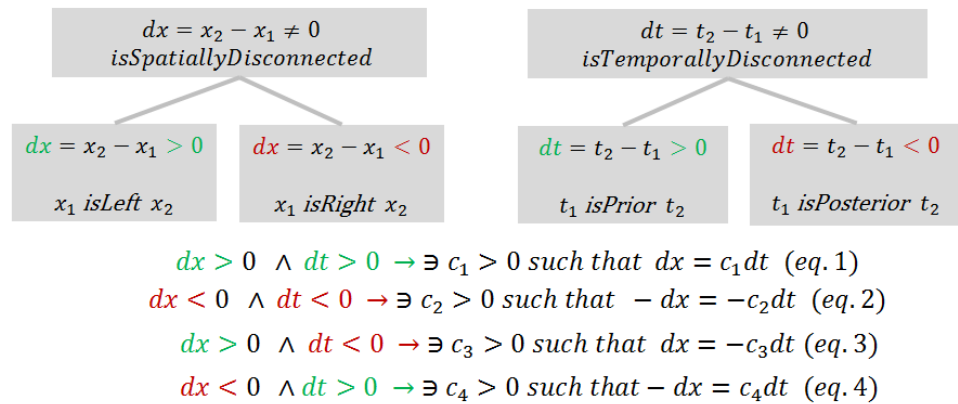 dx = x₂ − x₁ ≠ 0
isSpatiallyDisconnected
dt = t₂ − t₁ ≠ 0
isTemporallyDisconnected
dx = x₂ − x₁ > 0
x₁ isLeft x₂
dx = x₂ − x₁ < 0
x₁ isRight x₂
dt = t₂ − t₁ > 0
t₁ isPrior t₂
dt = t₂ − t₁ < 0
t₁ isPosterior t₂
dx > 0 ∧ dt > 0 → ∋ c₁ > 0 such that dx = c₁dt (eq. 1)
dx < 0 ∧ dt < 0 → ∋ c₂ > 0 such that − dx = −c₂dt (eq. 2)
dx > 0 ∧ dt < 0 → ∋ c₃ > 0 such that dx = −c₃dt (eq. 3)
dx < 0 ∧ dt > 0 → ∋ c₄ > 0 such that − dx = c₄dt (eq. 4)